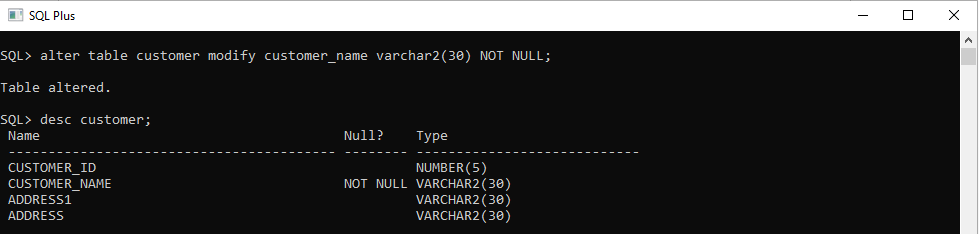 SQL Plus
SQL> alter table customer modify customer_name varchar2(30) NOT NULL;
Table altered.
SQL> desc customer;
Name                                      Null?    Type
----------------------------------------- -------- ----------------------------
CUSTOMER_ID                                        NUMBER(5)
CUSTOMER_NAME                             NOT NULL VARCHAR2(30)
ADDRESS1                                           VARCHAR2(30)
ADDRESS                                            VARCHAR2(30)